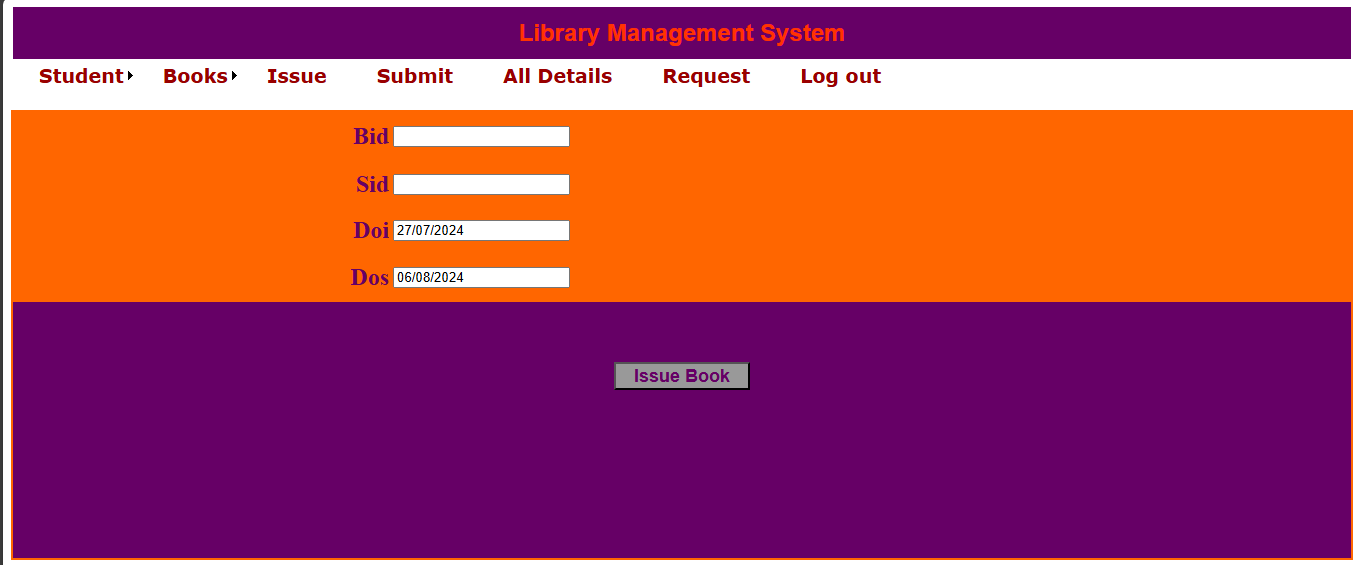 Library Management System
Student Books Issue Submit All Details Request Log out
Bid
Sid
Doi 27/07/2024
Dos 06/08/2024
Issue Book